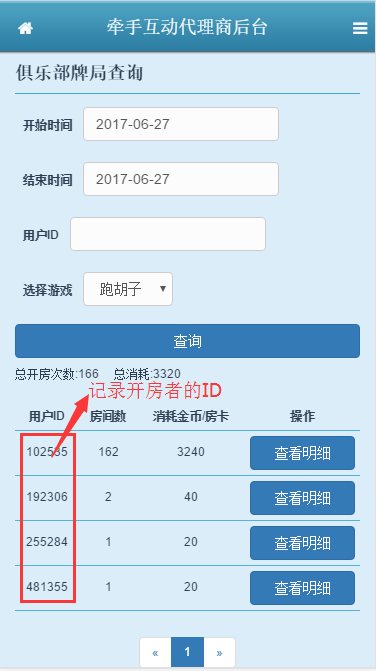 牵手互动代理商后台
俱乐部牌局查询
开始时间 2017-06-27
结束时间 2017-06-27
用户ID
选择游戏 跑胡子
查询
总开房次数:166 总消耗:3320
记录开房者的ID
用户ID 房间数 消耗金币/房卡 操作
102535 162 3240 查看明细
192306 2 40 查看明细
255284 1 20 查看明细
481355 1 20 查看明细
« 1 »